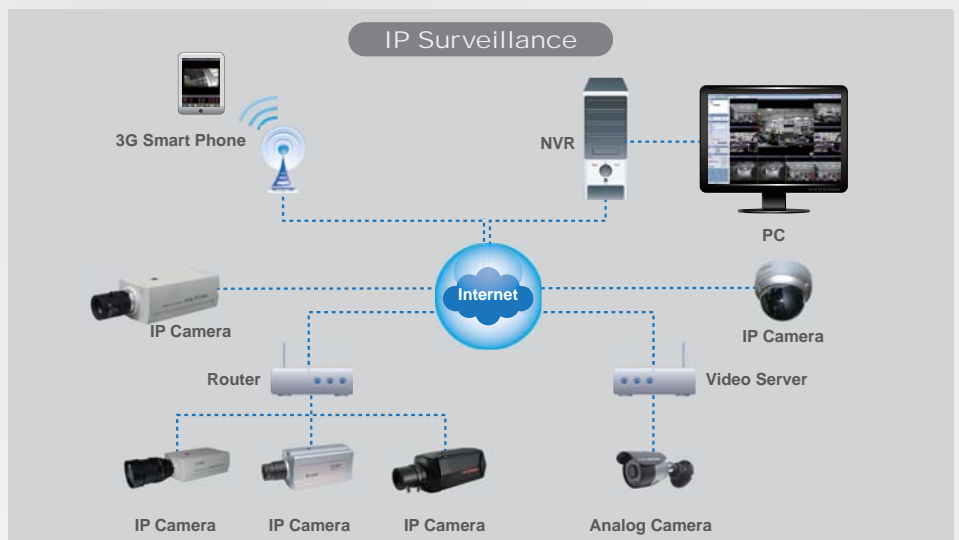 IP Surveillance
3G Smart Phone
NVR
PC
Internet
IP Camera
IP Camera
Router
Video Server
IP Camera
IP Camera
IP Camera
Analog Camera